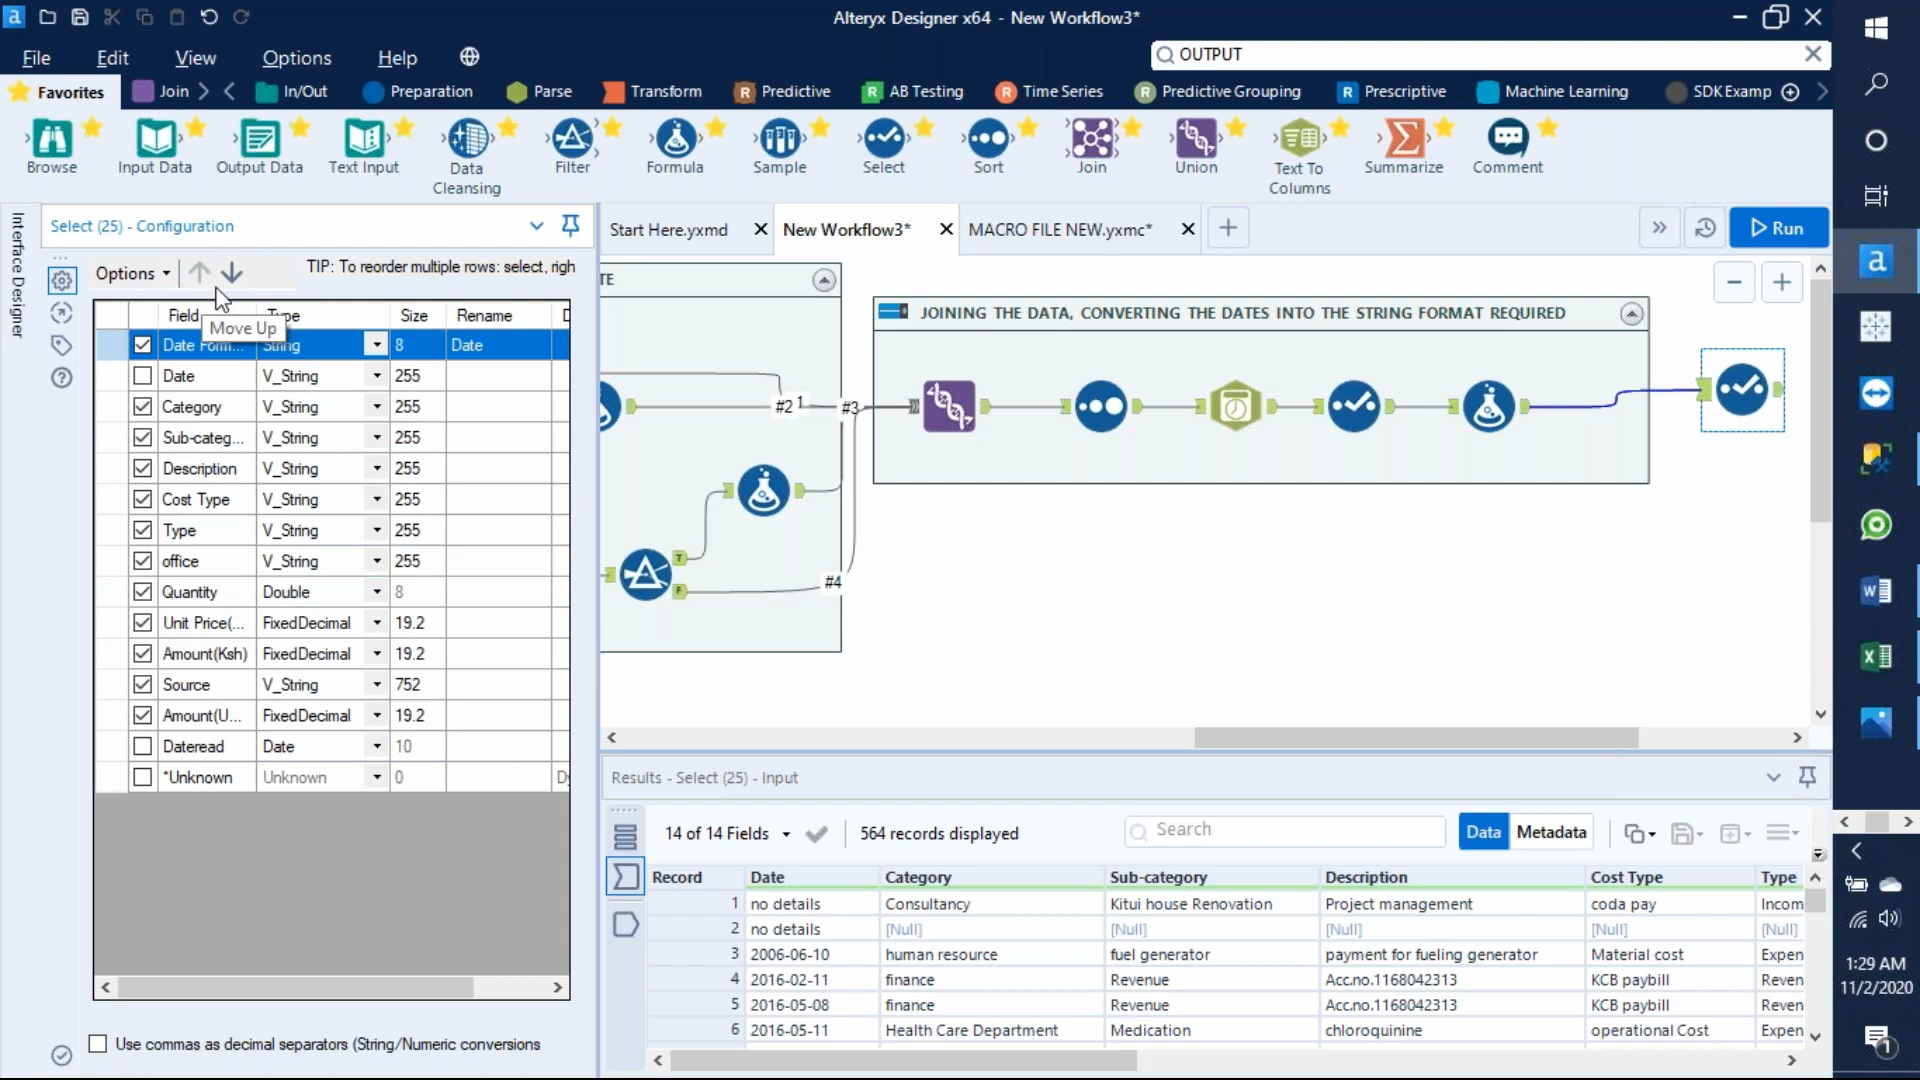 Alteryx Designer x64 - New Workflow3*
File Edit View Options Help
OUTPUT
Favorites Join In/Out Preparation Parse Transform Predictive AB Testing Time Series Predictive Grouping Prescriptive Machine Learning SDK Examp
Browse Input Data Output Data Text Input Data Cleansing Filter Formula Sample Select Sort Join Union Text To Columns Summarize Comment
Interface Designer
Select (25) - Configuration
Options
TIP: To reorder multiple rows: select, righ
Field Type Size Rename D
Move Up
Date Form... String 8 Date
Date V_String 255
Category V_String 255
Sub-categ... V_String 255
Description V_String 255
Cost Type V_String 255
Type V_String 255
office V_String 255
Quantity Double 8
Unit Price(... FixedDecimal 19.2
Amount(Ksh) FixedDecimal 19.2
Source V_String 752
Amount(U... FixedDecimal 19.2
Dateread Date 10
*Unknown Unknown 0 Dy
Use commas as decimal separators (String/Numeric conversions
Start Here.yxmd New Workflow3* MACRO FILE NEW.yxmc*
Run
TE
JOINING THE DATA, CONVERTING THE DATES INTO THE STRING FORMAT REQUIRED
#2 1 #3
T
F
#4
Results - Select (25) - Input
14 of 14 Fields 564 records displayed Search Data Metadata
Record Date Category Sub-category Description Cost Type Type
1 no details Consultancy Kitui house Renovation Project management coda pay Incom
2 no details [Null] [Null] [Null] [Null] [Null]
3 2006-06-10 human resource fuel generator payment for fueling generator Material cost Expen
4 2016-02-11 finance Revenue Acc.no.1168042313 KCB paybill Reven
5 2016-05-08 finance Revenue Acc.no.1168042313 KCB paybill Reven
6 2016-05-11 Health Care Department Medication chloroquinine operational Cost Expen
1:29 AM
11/2/2020
1